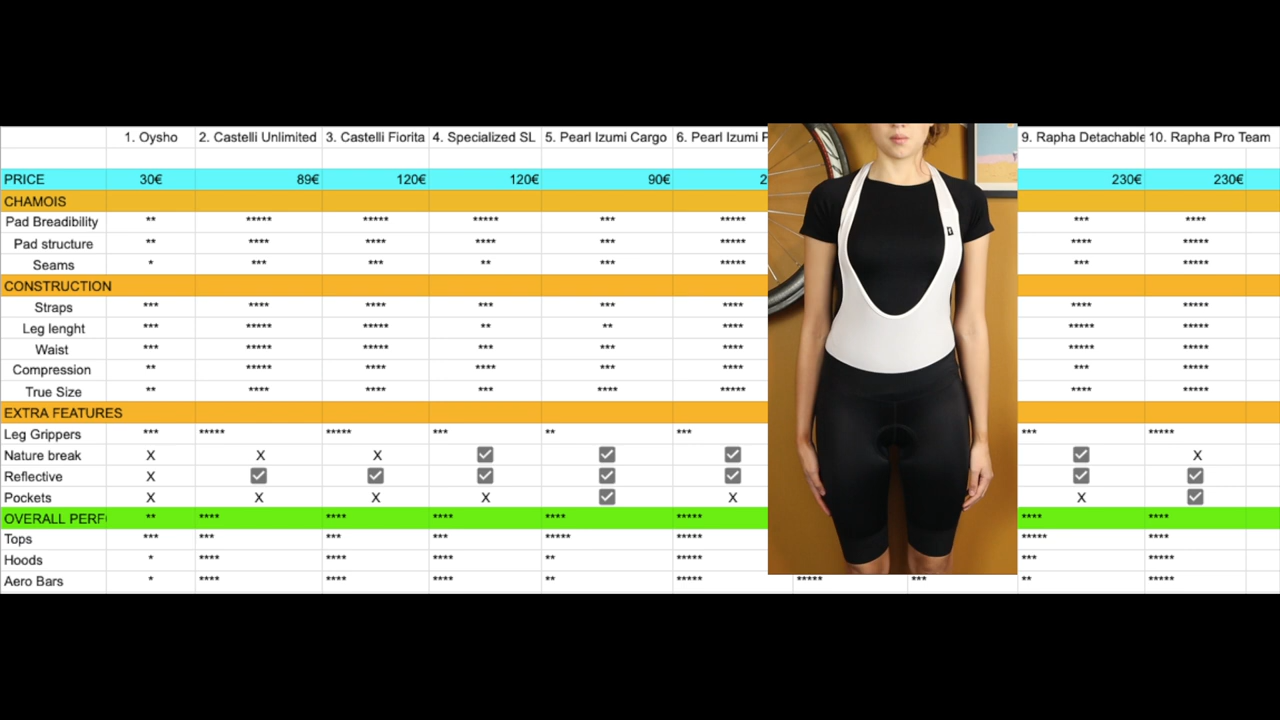 1. Oysho 2. Castelli Unlimited 3. Castelli Fiorita 4. Specialized SL 5. Pearl Izumi Cargo 6. Pearl Izumi 9. Rapha Detachable 10. Rapha Pro Team
PRICE 30€ 89€ 120€ 120€ 90€ 230€ 230€
CHAMOIS
Pad Breadibility ** ***** ***** ***** *** ***** *** ****
Pad structure ** **** **** **** *** ***** **** *****
Seams * *** *** ** *** ***** *** *****
CONSTRUCTION
Straps *** **** **** *** *** **** **** *****
Leg lenght *** ***** ***** ** ** **** ***** *****
Waist *** ***** ***** *** *** **** ***** *****
Compression ** ***** **** **** *** **** *** *****
True Size ** **** **** *** **** ***** **** *****
EXTRA FEATURES
Leg Grippers *** ***** ***** *** ** *** *** *****
Nature break X X X ☑ ☑ ☑ ☑ X
Reflective X ☑ ☑ ☑ ☑ ☑ ☑ ☑
Pockets X X X X ☑ X X ☑
OVERALL ** **** **** **** **** ***** **** ****
Tops *** *** *** *** ***** ***** ***** ****
Hoods * **** **** **** ** ***** *** ****
Aero Bars * **** **** **** ** ***** ***** *** ** *****